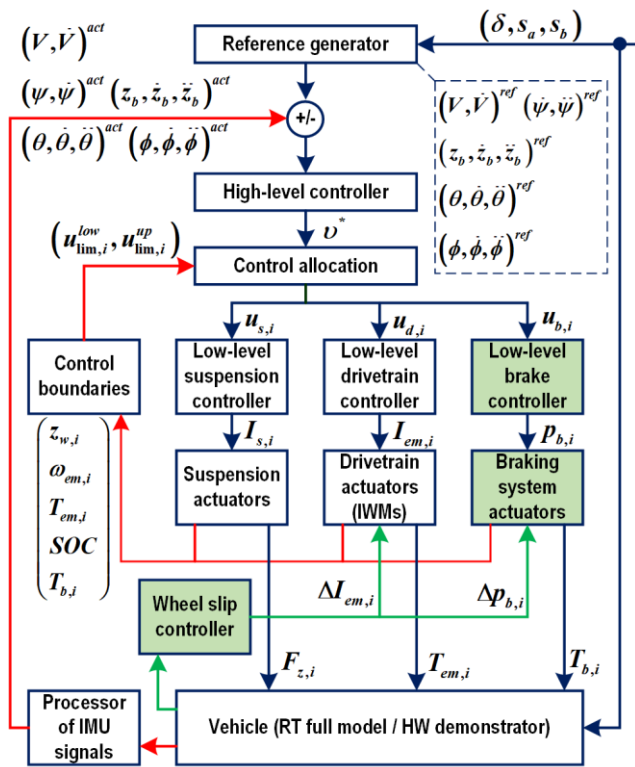 (V, V̇)^act
(ψ, ψ̇)^act (z_b, ż_b, z̈_b)^act
(θ, θ̇, θ̈)^act (ϕ, ϕ̇, ϕ̈)^act
Reference generator
(δ, s_a, s_b)
+/-
(V, V̇)^ref (ψ̇, ψ̈)^ref
(z_b, ż_b, z̈_b)^ref
(θ, θ̇, θ̈)^ref
(ϕ, ϕ̇, ϕ̈)^ref
High-level controller
υ*
(u_lim,i^low, u_lim,i^up)
Control allocation
u_s,i
u_d,i
u_b,i
Control
boundaries
Low-level
suspension
controller
Low-level
drivetrain
controller
Low-level
brake
controller
I_s,i
I_em,i
p_b,i
z_w,i
ω_em,i
T_em,i
SOC
T_b,i
Suspension
actuators
Drivetrain
actuators
(IWMs)
Braking
system
actuators
Wheel slip
controller
ΔI_em,i
Δp_b,i
F_z,i
T_em,i
T_b,i
Processor
of IMU
signals
Vehicle (RT full model / HW demonstrator)